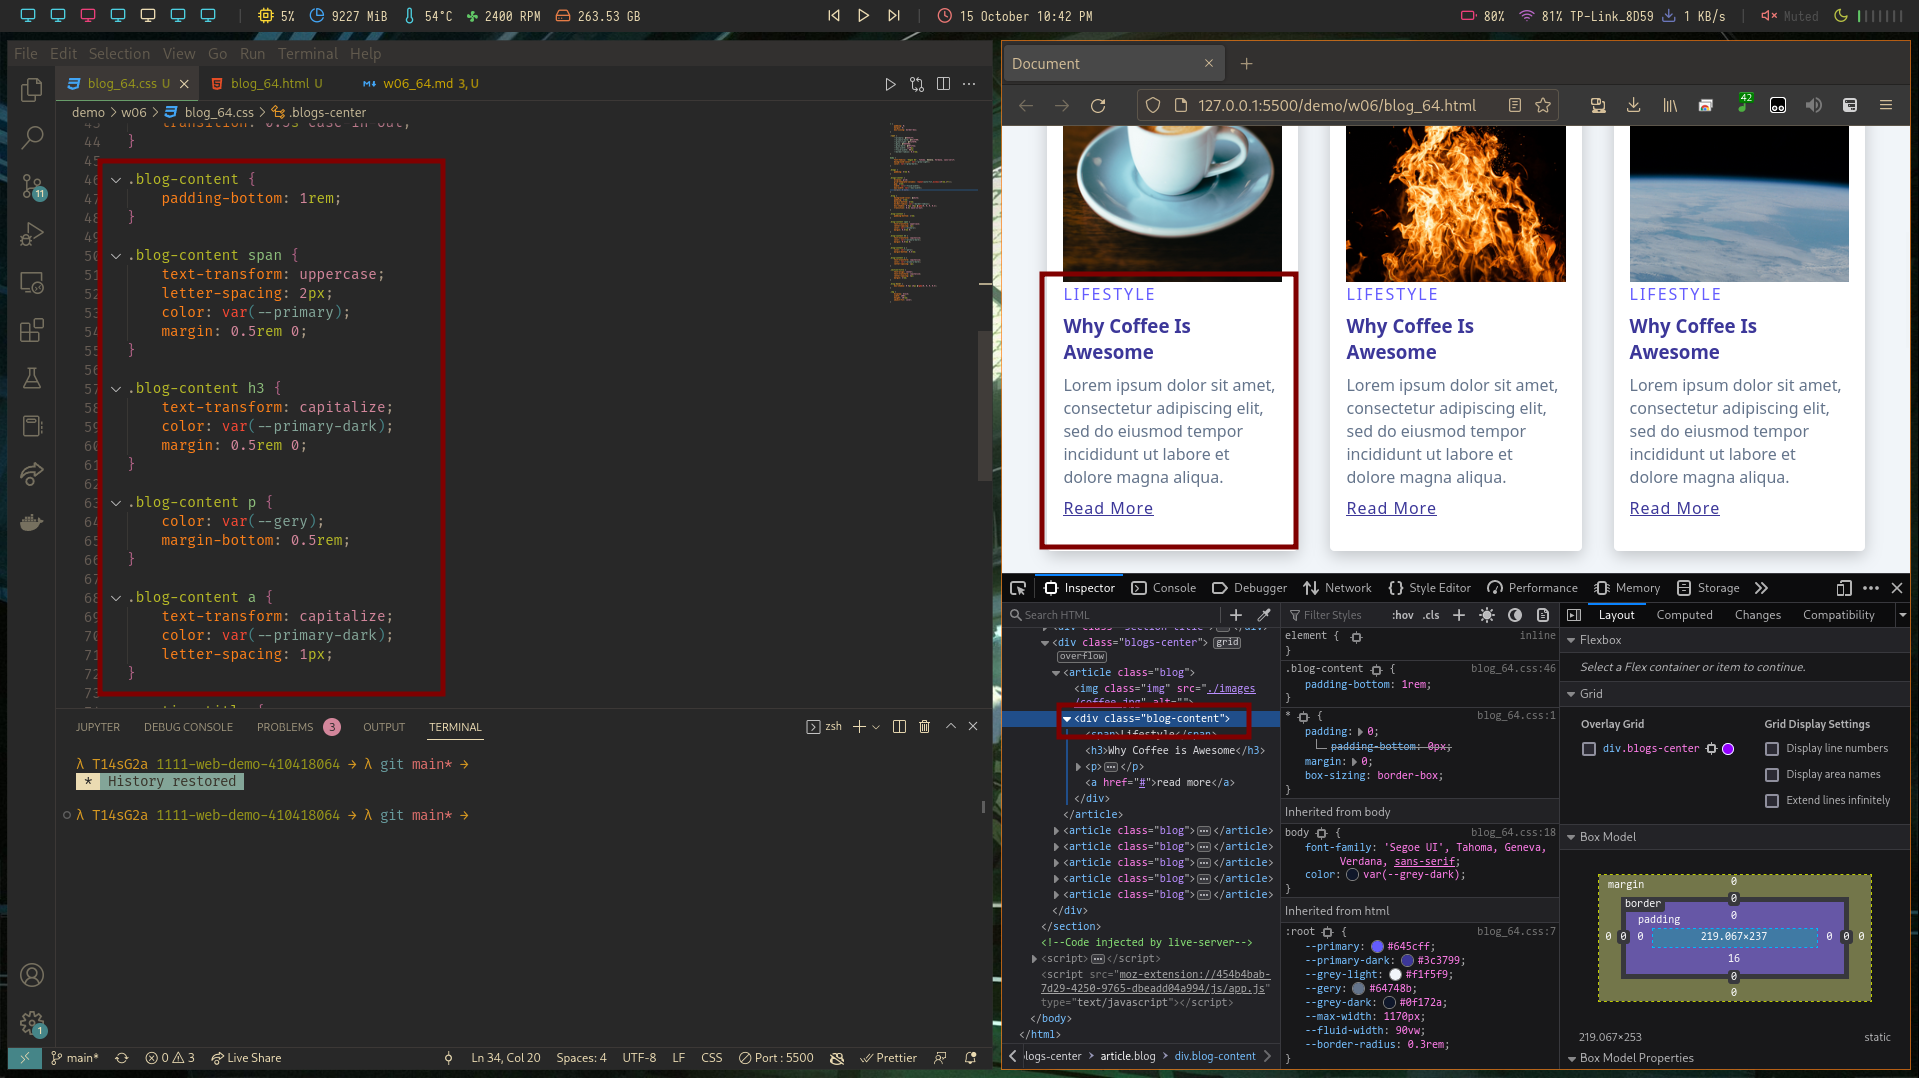 5% 9227 MiB 54°C 2400 RPM 263.53 GB
15 October 10:42 PM
80% 81% TP-Link_8D59 1 KB/s Muted
File Edit Selection View Go Run Terminal Help
blog_64.css U blog_64.html U w06_64.md 3, U
demo > w06 > blog_64.css > .blogs-center
44 }
45
46 .blog-content {
47 padding-bottom: 1rem;
48 }
49
50 .blog-content span {
51 text-transform: uppercase;
52 letter-spacing: 2px;
53 color: var(--primary);
54 margin: 0.5rem 0;
55 }
56
57 .blog-content h3 {
58 text-transform: capitalize;
59 color: var(--primary-dark);
60 margin: 0.5rem 0;
61 }
62
63 .blog-content p {
64 color: var(--gery);
65 margin-bottom: 0.5rem;
66 }
67
68 .blog-content a {
69 text-transform: capitalize;
70 color: var(--primary-dark);
71 letter-spacing: 1px;
72 }
73
11
1
JUPYTER DEBUG CONSOLE PROBLEMS 3 OUTPUT TERMINAL
zsh
λ T14sG2a 1111-web-demo-410418064 → λ git main* →
* History restored
λ T14sG2a 1111-web-demo-410418064 → λ git main* →
main* 0 3 Live Share
Ln 34, Col 20 Spaces: 4 UTF-8 LF CSS Port : 5500 Prettier
Document
127.0.0.1:5500/demo/w06/blog_64.html
42
LIFESTYLE
Why Coffee Is
Awesome
Lorem ipsum dolor sit amet,
consectetur adipiscing elit,
sed do eiusmod tempor
incididunt ut labore et
dolore magna aliqua.
Read More
LIFESTYLE
Why Coffee Is
Awesome
Lorem ipsum dolor sit amet,
consectetur adipiscing elit,
sed do eiusmod tempor
incididunt ut labore et
dolore magna aliqua.
Read More
LIFESTYLE
Why Coffee Is
Awesome
Lorem ipsum dolor sit amet,
consectetur adipiscing elit,
sed do eiusmod tempor
incididunt ut labore et
dolore magna aliqua.
Read More
Inspector Console Debugger Network Style Editor Performance Memory Storage
Search HTML
<div class="blogs-center"> grid
overflow
<article class="blog">
<img class="img" src="./images
/coffee.jpg" alt="">
<div class="blog-content">
<span>Lifestyle</span>
<h3>Why Coffee is Awesome</h3>
<p></p>
<a href="#">read more</a>
</div>
</article>
<article class="blog"></article>
<article class="blog"></article>
<article class="blog"></article>
<article class="blog"></article>
<article class="blog"></article>
</div>
</section>
<!--Code injected by live-server-->
<script></script>
<script src="moz-extension://454b4bab-
7d29-4250-9765-dbeadd04a994/js/app.js"
type="text/javascript"></script>
</body>
</html>
blogs-center > article.blog > div.blog-content
Filter Styles :hov .cls
element { inline
}
.blog-content { blog_64.css:46
padding-bottom: 1rem;
}
* { blog_64.css:1
padding: 0;
padding-bottom: 0px;
margin: 0;
box-sizing: border-box;
}
Inherited from body
body { blog_64.css:18
font-family: 'Segoe UI', Tahoma, Geneva,
Verdana, sans-serif;
color: var(--grey-dark);
}
Inherited from html
:root { blog_64.css:7
--primary: #645cff;
--primary-dark: #3c3799;
--grey-light: #f1f5f9;
--gery: #64748b;
--grey-dark: #0f172a;
--max-width: 1170px;
--fluid-width: 90vw;
--border-radius: 0.3rem;
}
Layout Computed Changes Compatibility
Flexbox
Select a Flex container or item to continue.
Grid
Overlay Grid Grid Display Settings
div.blogs-center Display line numbers
Display area names
Extend lines infinitely
Box Model
margin 0
border 0
padding 0
0 0 0 219.067×237 0 0 0
16
0
0
219.067×253 static
Box Model Properties